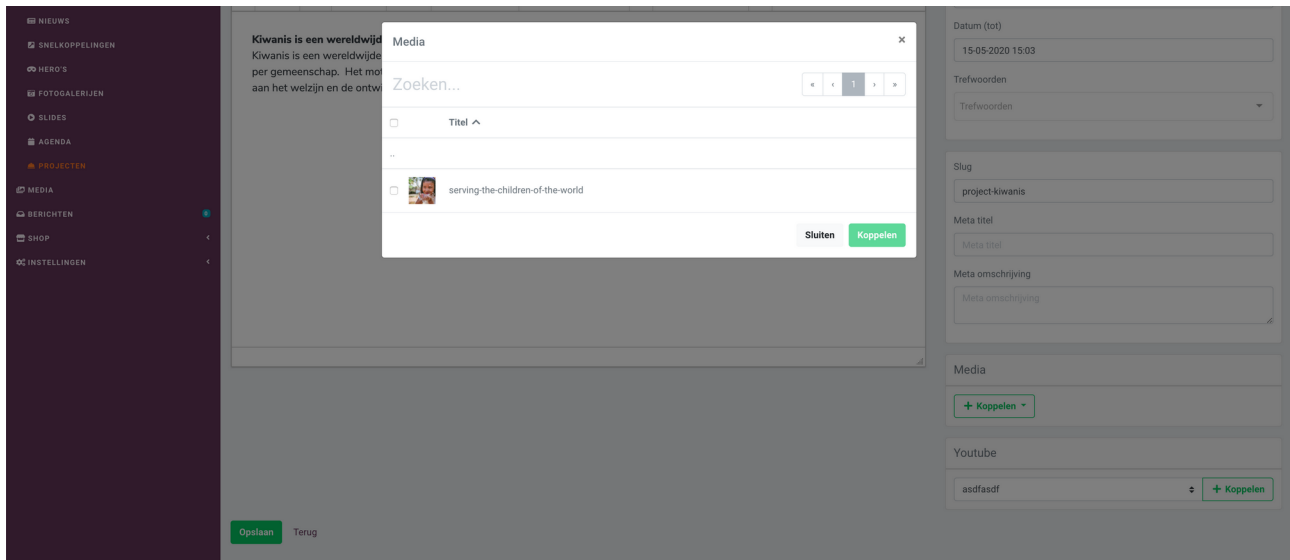 NIEUWS
SNELKOPPELINGEN
HERO'S
FOTOGALERIJEN
SLIDES
AGENDA
PROJECTEN
MEDIA
BERICHTEN
SHOP
INSTELLINGEN
Kiwanis is een wereldwijd
Kiwanis is een wereldwijde
per gemeenschap. Het mot
aan het welzijn en de ontwi
Media
×
Zoeken...
« ‹ 1 › »
Titel
..
serving-the-children-of-the-world
Sluiten Koppelen
Datum (tot)
15-05-2020 15:03
Trefwoorden
Trefwoorden
Slug
project-kiwanis
Meta titel
Meta titel
Meta omschrijving
Meta omschrijving
Media
+ Koppelen
Youtube
asdfasdf + Koppelen
Opslaan Terug